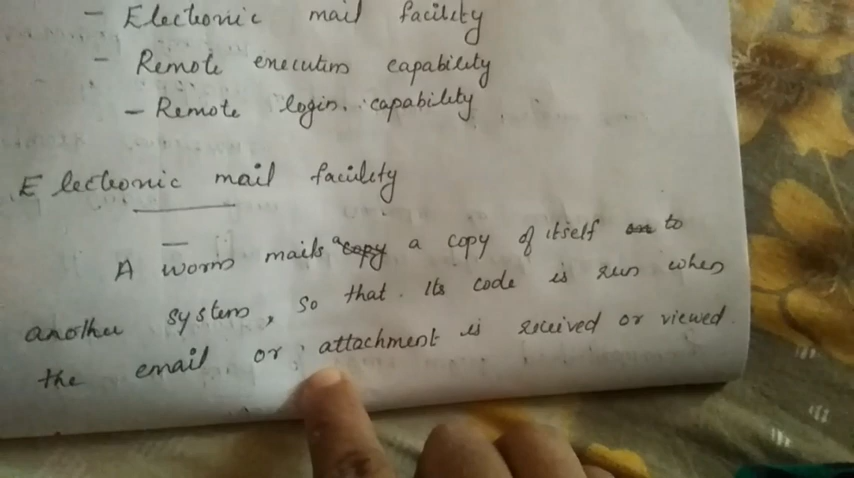 - Electronic mail facility
- Remote execution capability
- Remote login capability
Electronic mail facility
A worm mails a copy a copy of itself on to
another system, so that its code is run when
the email or attachment is received or viewed.